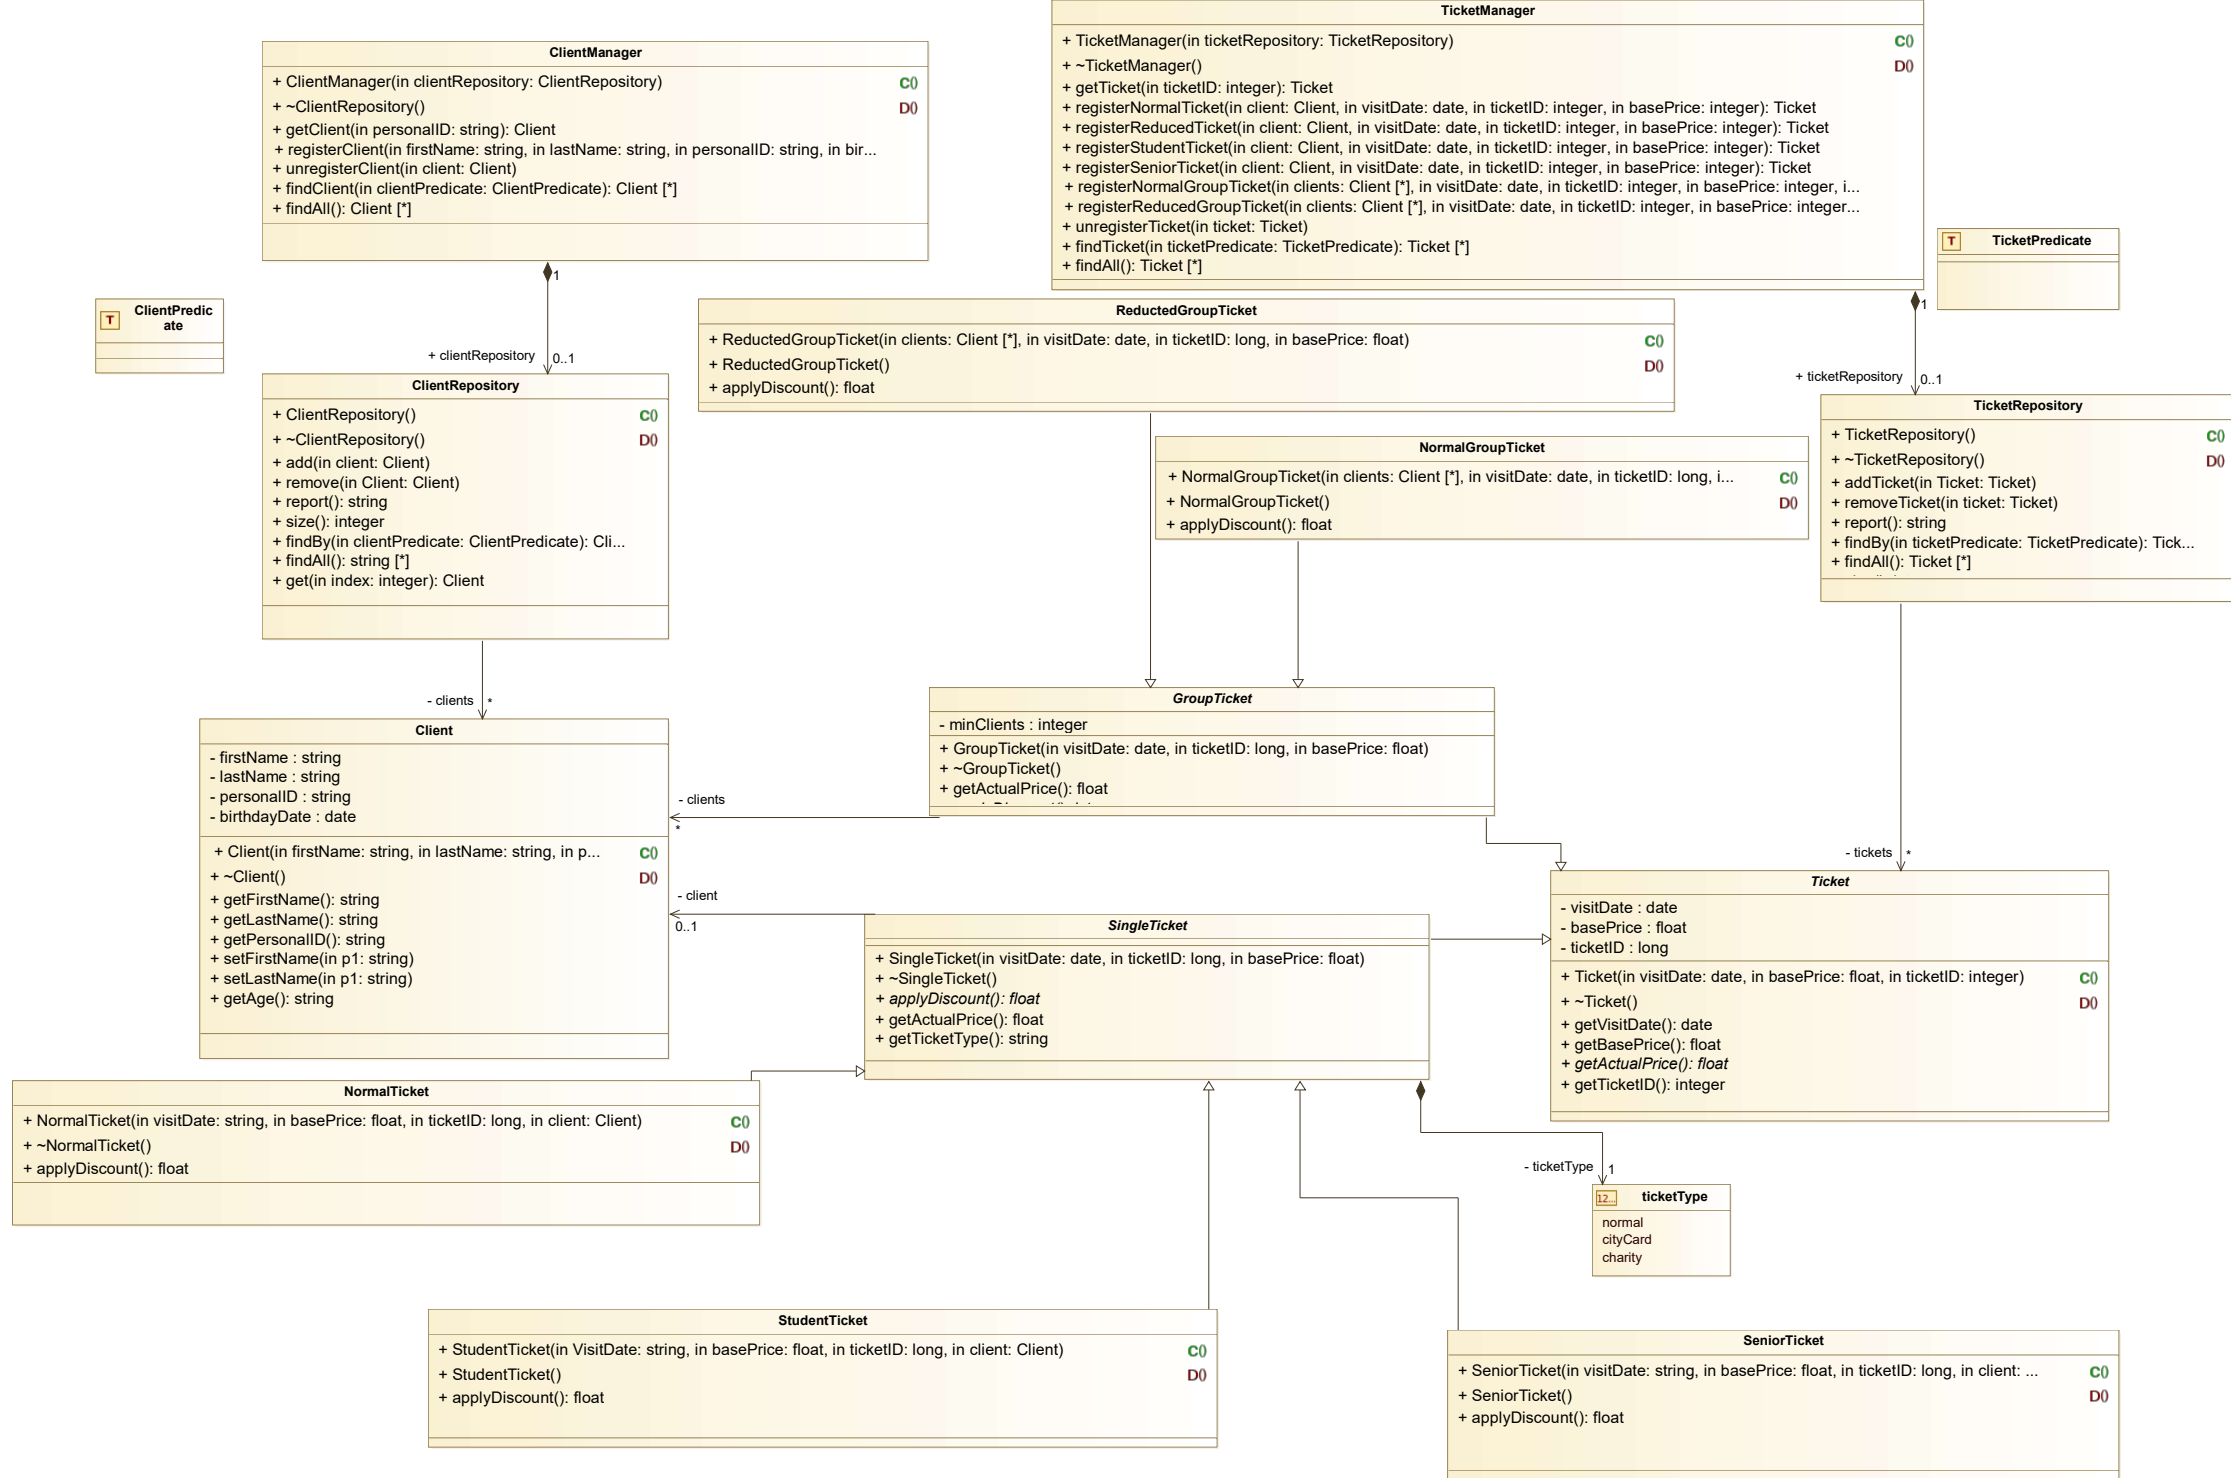 ClientManager
+ ClientManager(in clientRepository: ClientRepository)
C()
+ ~ClientRepository()
D()
+ getClient(in personalID: string): Client
+ registerClient(in firstName: string, in lastName: string, in personalID: string, in bir...
+ unregisterClient(in client: Client)
+ findClient(in clientPredicate: ClientPredicate): Client [*]
+ findAll(): Client [*]
TicketManager
+ TicketManager(in ticketRepository: TicketRepository)
C()
+ ~TicketManager()
D()
+ getTicket(in ticketID: integer): Ticket
+ registerNormalTicket(in client: Client, in visitDate: date, in ticketID: integer, in basePrice: integer): Ticket
+ registerReducedTicket(in client: Client, in visitDate: date, in ticketID: integer, in basePrice: integer): Ticket
+ registerStudentTicket(in client: Client, in visitDate: date, in ticketID: integer, in basePrice: integer): Ticket
+ registerSeniorTicket(in client: Client, in visitDate: date, in ticketID: integer, in basePrice: integer): Ticket
+ registerNormalGroupTicket(in clients: Client [*], in visitDate: date, in ticketID: integer, in basePrice: integer, i...
+ registerReducedGroupTicket(in clients: Client [*], in visitDate: date, in ticketID: integer, in basePrice: integer...
+ unregisterTicket(in ticket: Ticket)
+ findTicket(in ticketPredicate: TicketPredicate): Ticket [*]
+ findAll(): Ticket [*]
T
TicketPredicate
T
ClientPredic
ate
1
+ clientRepository
0..1
1
+ ticketRepository
0..1
ReductedGroupTicket
+ ReductedGroupTicket(in clients: Client [*], in visitDate: date, in ticketID: long, in basePrice: float)
C()
+ ReductedGroupTicket()
D()
+ applyDiscount(): float
ClientRepository
+ ClientRepository()
C()
+ ~ClientRepository()
D()
+ add(in client: Client)
+ remove(in Client: Client)
+ report(): string
+ size(): integer
+ findBy(in clientPredicate: ClientPredicate): Cli...
+ findAll(): string [*]
+ get(in index: integer): Client
NormalGroupTicket
+ NormalGroupTicket(in clients: Client [*], in visitDate: date, in ticketID: long, i...
C()
+ NormalGroupTicket()
D()
+ applyDiscount(): float
TicketRepository
+ TicketRepository()
C()
+ ~TicketRepository()
D()
+ addTicket(in Ticket: Ticket)
+ removeTicket(in ticket: Ticket)
+ report(): string
+ findBy(in ticketPredicate: TicketPredicate): Tick...
+ findAll(): Ticket [*]
- clients
*
GroupTicket
- minClients : integer
+ GroupTicket(in visitDate: date, in ticketID: long, in basePrice: float)
+ ~GroupTicket()
+ getActualPrice(): float
Client
- firstName : string
- lastName : string
- personalID : string
- birthdayDate : date
+ Client(in firstName: string, in lastName: string, in p...
C()
+ ~Client()
D()
+ getFirstName(): string
+ getLastName(): string
+ getPersonalID(): string
+ setFirstName(in p1: string)
+ setLastName(in p1: string)
+ getAge(): string
- clients
*
- client
0..1
- tickets
*
SingleTicket
+ SingleTicket(in visitDate: date, in ticketID: long, in basePrice: float)
+ ~SingleTicket()
+ applyDiscount(): float
+ getActualPrice(): float
+ getTicketType(): string
Ticket
- visitDate : date
- basePrice : float
- ticketID : long
+ Ticket(in visitDate: date, in basePrice: float, in ticketID: integer)
C()
+ ~Ticket()
D()
+ getVisitDate(): date
+ getBasePrice(): float
+ getActualPrice(): float
+ getTicketID(): integer
NormalTicket
+ NormalTicket(in visitDate: string, in basePrice: float, in ticketID: long, in client: Client)
C()
+ ~NormalTicket()
D()
+ applyDiscount(): float
- ticketType
1
12...
ticketType
normal
cityCard
charity
StudentTicket
+ StudentTicket(in VisitDate: string, in basePrice: float, in ticketID: long, in client: Client)
C()
+ StudentTicket()
D()
+ applyDiscount(): float
SeniorTicket
+ SeniorTicket(in visitDate: string, in basePrice: float, in ticketID: long, in client: ...
C()
+ SeniorTicket()
D()
+ applyDiscount(): float